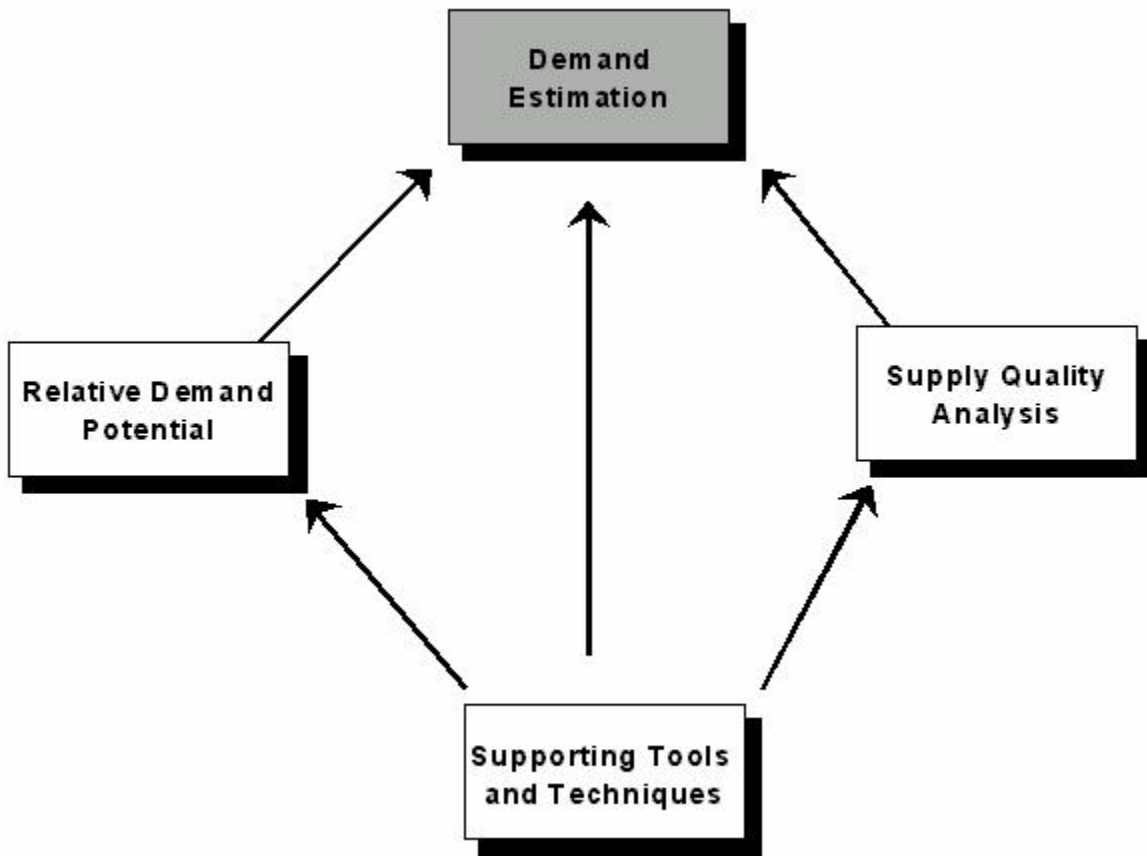 Demand
Estimation
Relative Demand
Potential
Supply Quality
Analysis
Supporting Tools
and Techniques